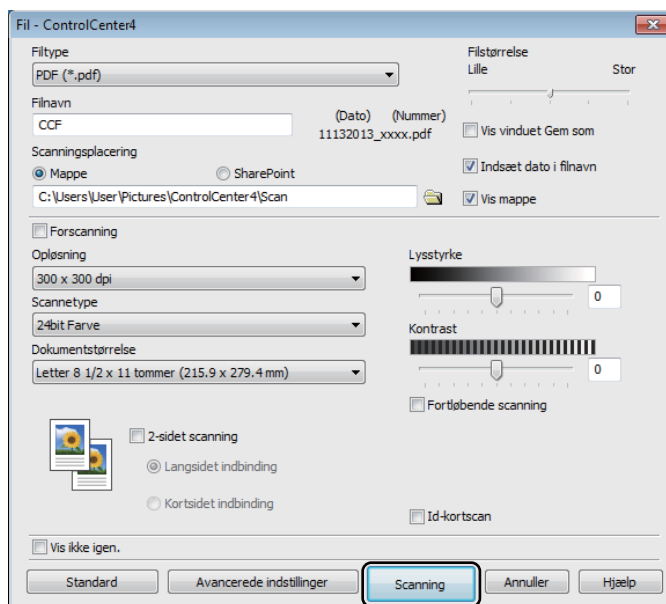 Fil - ControlCenter4
Filtype
PDF (*.pdf)
Filstørrelse
Lille Stor
Filnavn
CCF
(Dato) (Nummer)
11132013_xxxx.pdf
Vis vinduet Gem som
Scanningsplacering
Mappe SharePoint
Indsæt dato i filnavn
C:\Users\User\Pictures\ControlCenter4\Scan
Vis mappe
Forscanning
Opløsning
300 x 300 dpi
Scannetype
24bit Farve
Dokumentstørrelse
Letter 8 1/2 x 11 tommer (215.9 x 279.4 mm)
Lysstyrke
0
Kontrast
0
Fortløbende scanning
2-sidet scanning
Langsidet indbinding
Kortsidet indbinding
Id-kortscan
Vis ikke igen.
Standard Avancerede indstillinger Scanning Annuller Hjælp